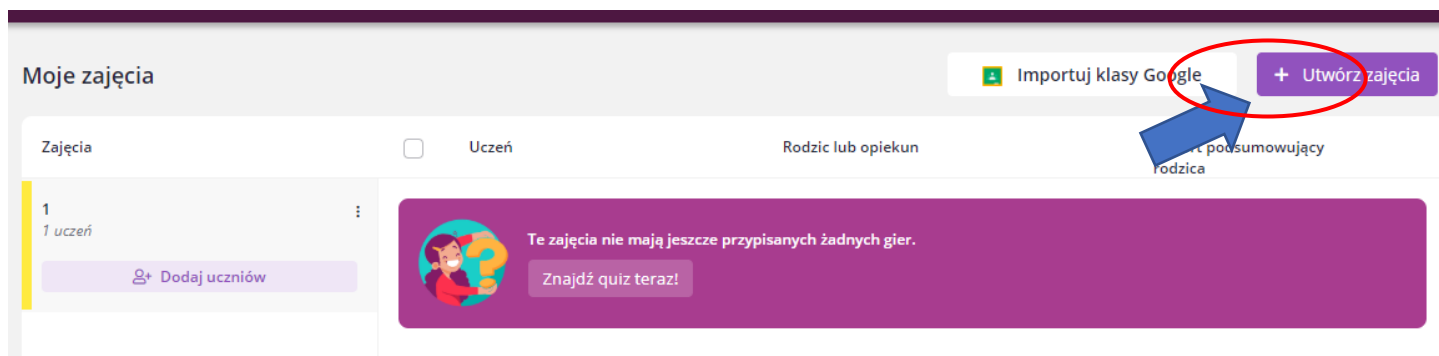 Moje zajęcia
Importuj klasy Google
+ Utwórz zajęcia
Zajęcia
Uczeń
Rodzic lub opiekun
podsumowujący
rodzica
1
1 uczeń
Dodaj uczniów
Te zajęcia nie mają jeszcze przypisanych żadnych gier.
Znajdź quiz teraz!